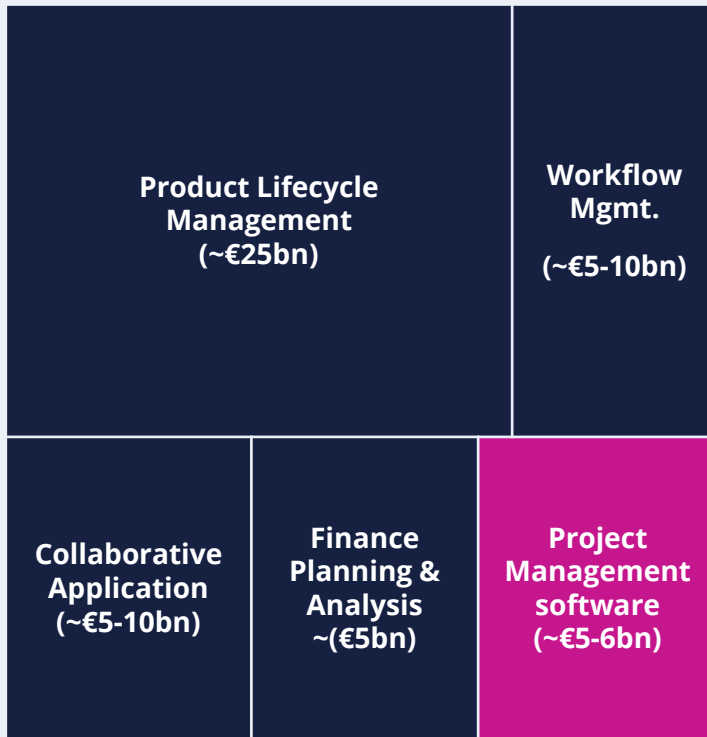 Product Lifecycle
Management
(~€25bn)
Workflow
Mgmt.
(~€5-10bn)
Collaborative
Application
(~€5-10bn)
Finance
Planning &
Analysis
~(€5bn)
Project
Management
software
(~€5-6bn)